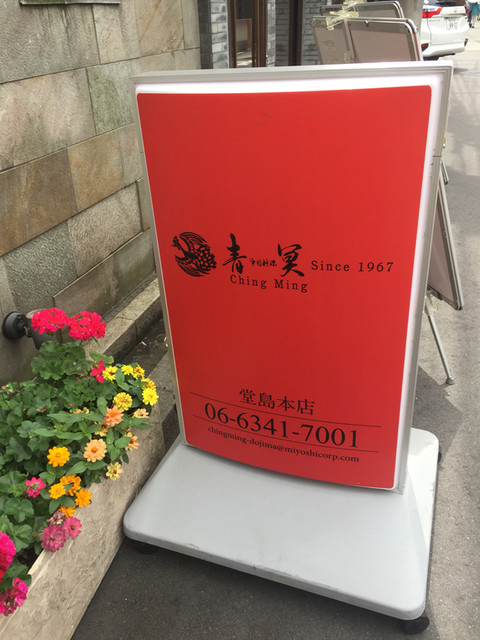 青 中国料理 冥 Since 1967
Ching Ming
堂島本店
06-6341-7001
chingming-dojima@miyoshicorp.com